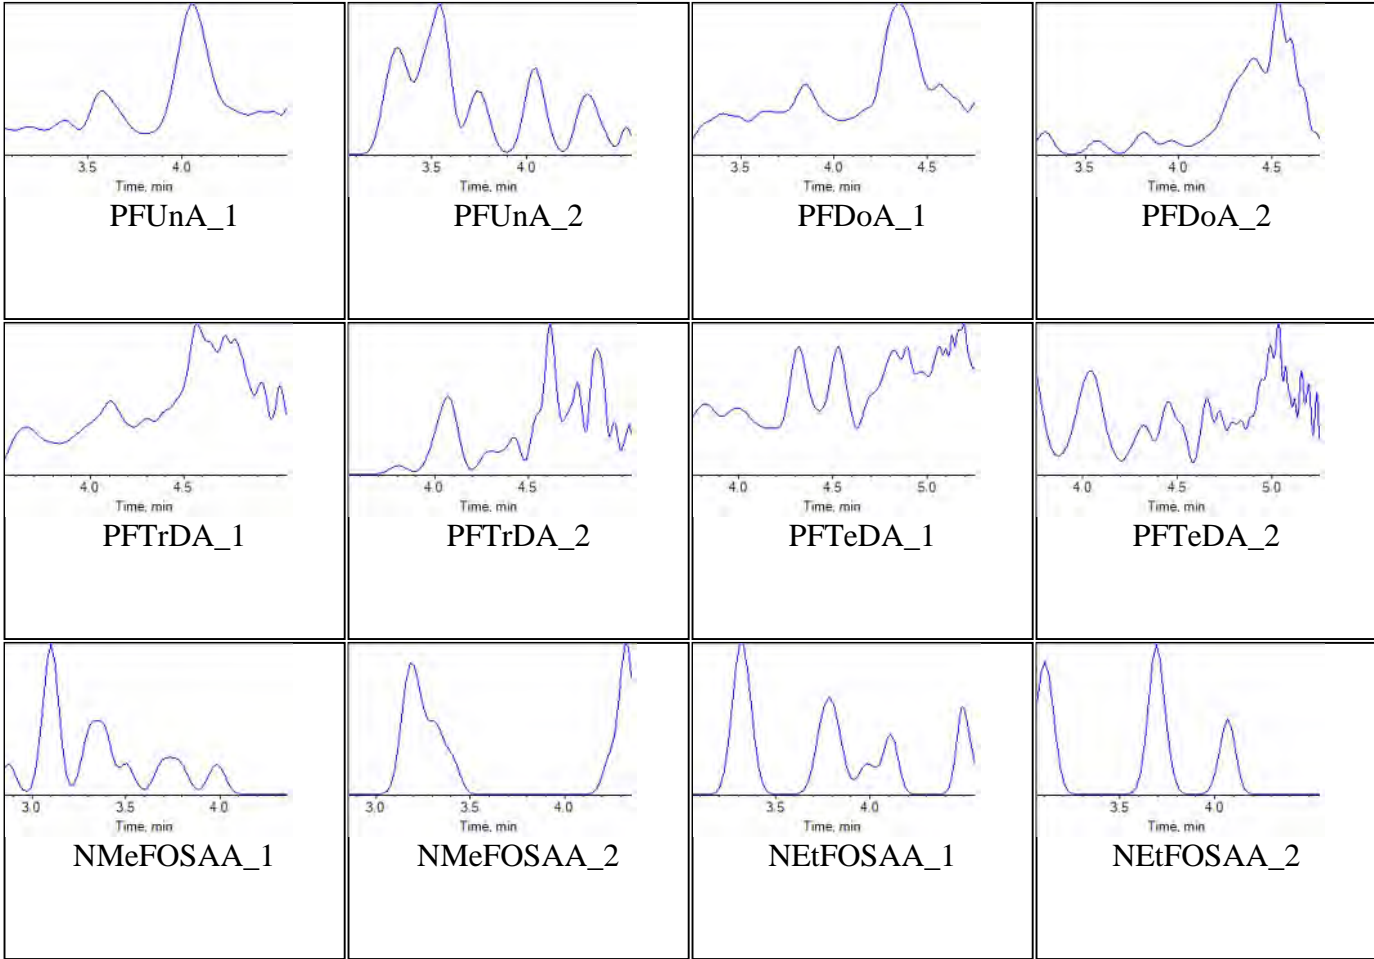 3.5 4.0
Time, min
PFUnA_1
3.5 4.0
Time, min
PFUnA_2
3.5 4.0 4.5
Time, min
PFDoA_1
3.5 4.0 4.5
Time, min
PFDoA_2
4.0 4.5
Time, min
PFTrDA_1
4.0 4.5
Time, min
PFTrDA_2
4.0 4.5 5.0
Time, min
PFTeDA_1
4.0 4.5 5.0
Time, min
PFTeDA_2
3.0 3.5 4.0
Time, min
NMeFOSAA_1
3.0 3.5 4.0
Time, min
NMeFOSAA_2
3.5 4.0
Time, min
NEtFOSAA_1
3.5 4.0
Time, min
NEtFOSAA_2